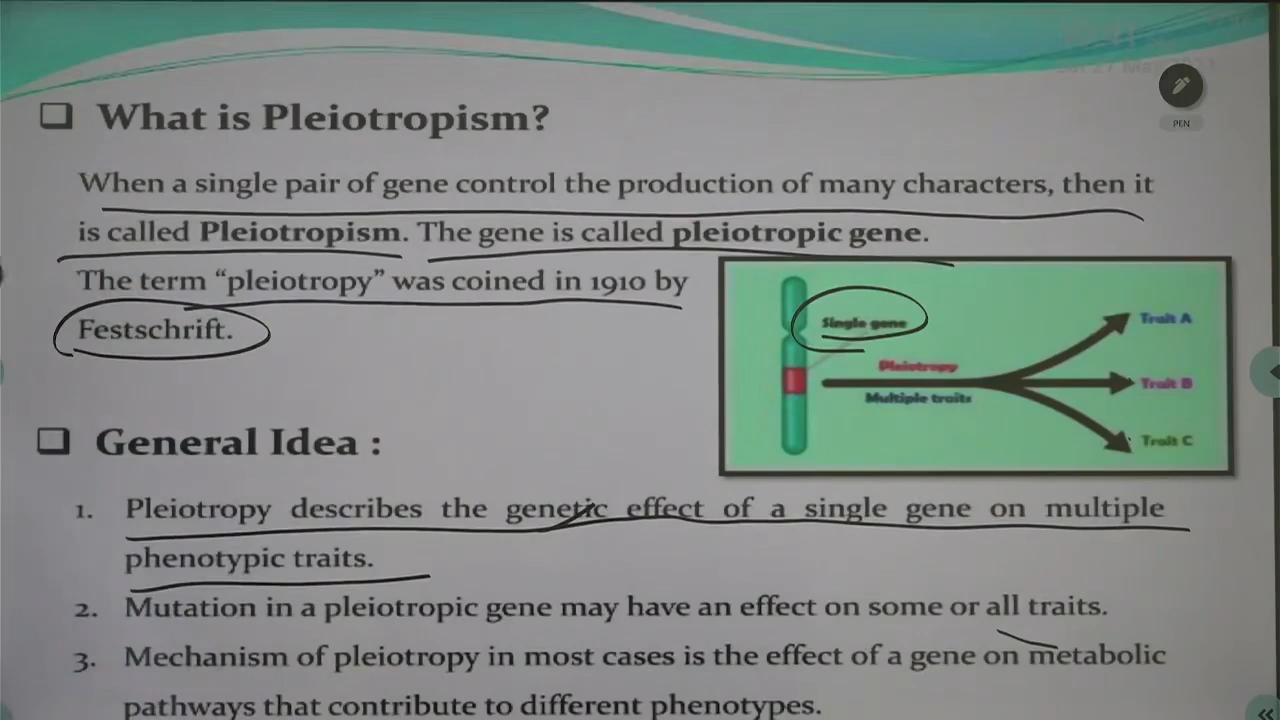 What is Pleiotropism?
PEN
When a single pair of gene control the production of many characters, then it
is called Pleiotropism. The gene is called pleiotropic gene.
The term “pleiotropy” was coined in 1910 by
Festschrift.
Single gene
Pleiotropy
Multiple traits
Trait A
Trait B
Trait C
General Idea :
1. Pleiotropy describes the genetic effect of a single gene on multiple
phenotypic traits.
2. Mutation in a pleiotropic gene may have an effect on some or all traits.
3. Mechanism of pleiotropy in most cases is the effect of a gene on metabolic
pathways that contribute to different phenotypes.